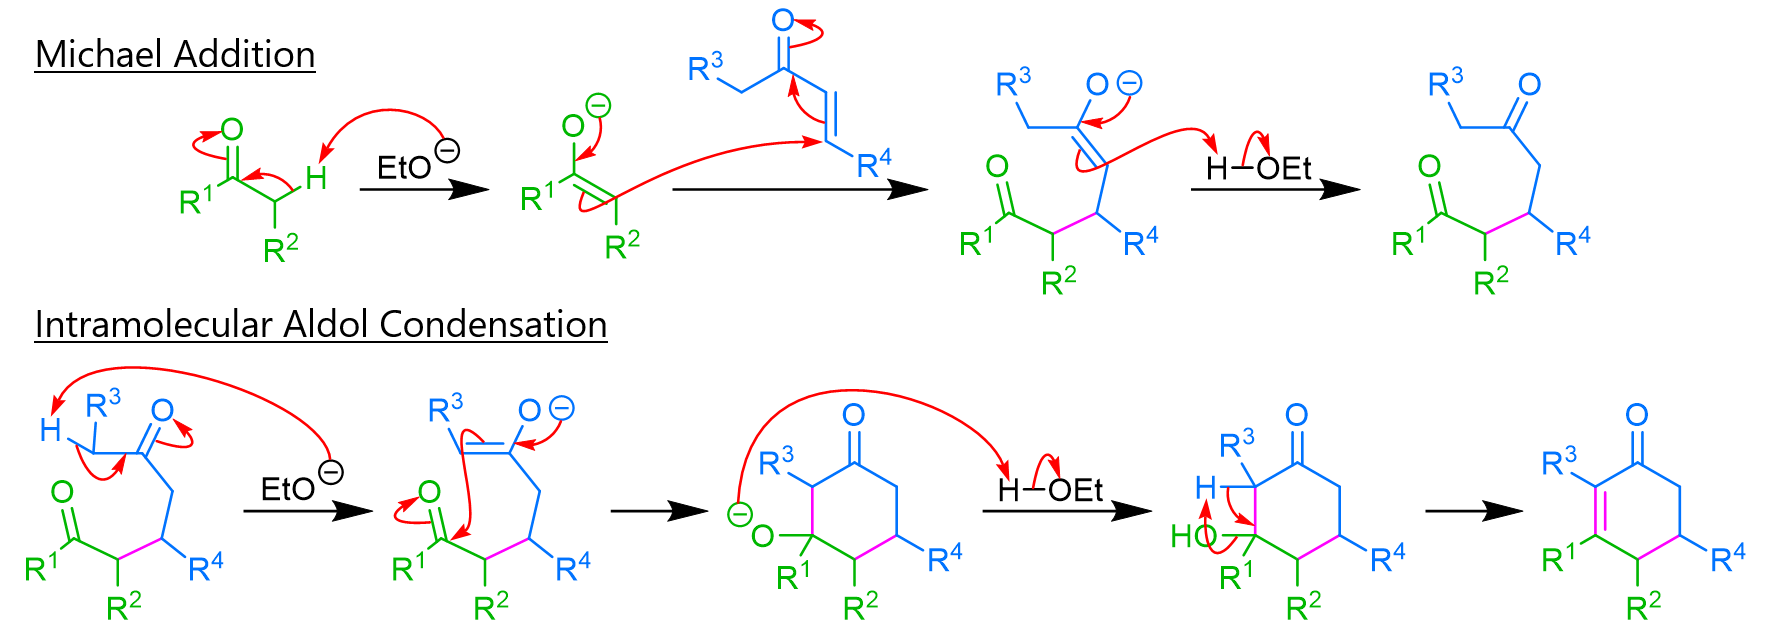 Michael Addition
O
R³
O
H
R¹
R²
EtO ⊖
O ⊖
R¹
R²
R⁴
R³
O ⊖
O
R¹
R²
R⁴
H–OEt
R³
O
O
R¹
R²
R⁴
Intramolecular Aldol Condensation
R³
H
O
O
R¹
R²
R⁴
EtO ⊖
R³
O ⊖
O
R¹
R²
R⁴
O
R³
⊖
O
R¹
R²
R⁴
H–OEt
O
R³
H
HO
R¹
R²
R⁴
O
R³
R¹
R²
R⁴